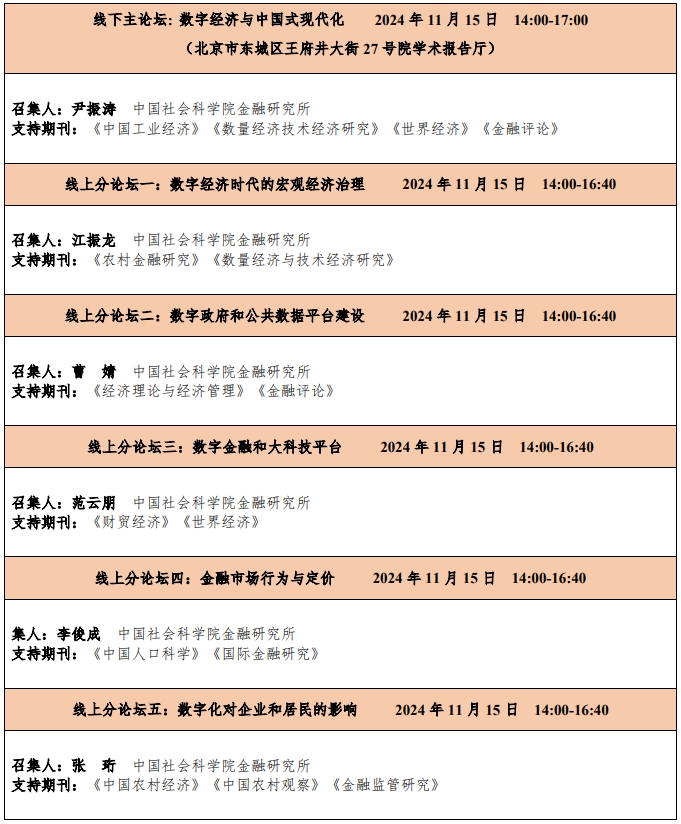 线下主论坛：数字经济与中国式现代化 2024 年 11 月 15 日 14:00-17:00
（北京市东城区王府井大街 27 号院学术报告厅）
召集人：尹振涛 中国社会科学院金融研究所
支持期刊：《中国工业经济》《数量经济技术经济研究》《世界经济》《金融评论》
线上分论坛一：数字经济时代的宏观经济治理 2024 年 11 月 15 日 14:00-16:40
召集人：江振龙 中国社会科学院金融研究所
支持期刊：《农村金融研究》《数量经济与技术经济研究》
线上分论坛二：数字政府和公共数据平台建设 2024 年 11 月 15 日 14:00-16:40
召集人：曹 婧 中国社会科学院金融研究所
支持期刊：《经济理论与经济管理》《金融评论》
线上分论坛三：数字金融和大科技平台 2024 年 11 月 15 日 14:00-16:40
召集人：范云朋 中国社会科学院金融研究所
支持期刊：《财贸经济》《世界经济》
线上分论坛四：金融市场行为与定价 2024 年 11 月 15 日 14:00-16:40
集人：李俊成 中国社会科学院金融研究所
支持期刊：《中国人口科学》《国际金融研究》
线上分论坛五：数字化对企业和居民的影响 2024 年 11 月 15 日 14:00-16:40
召集人：张 珩 中国社会科学院金融研究所
支持期刊：《中国农村经济》《中国农村观察》《金融监管研究》